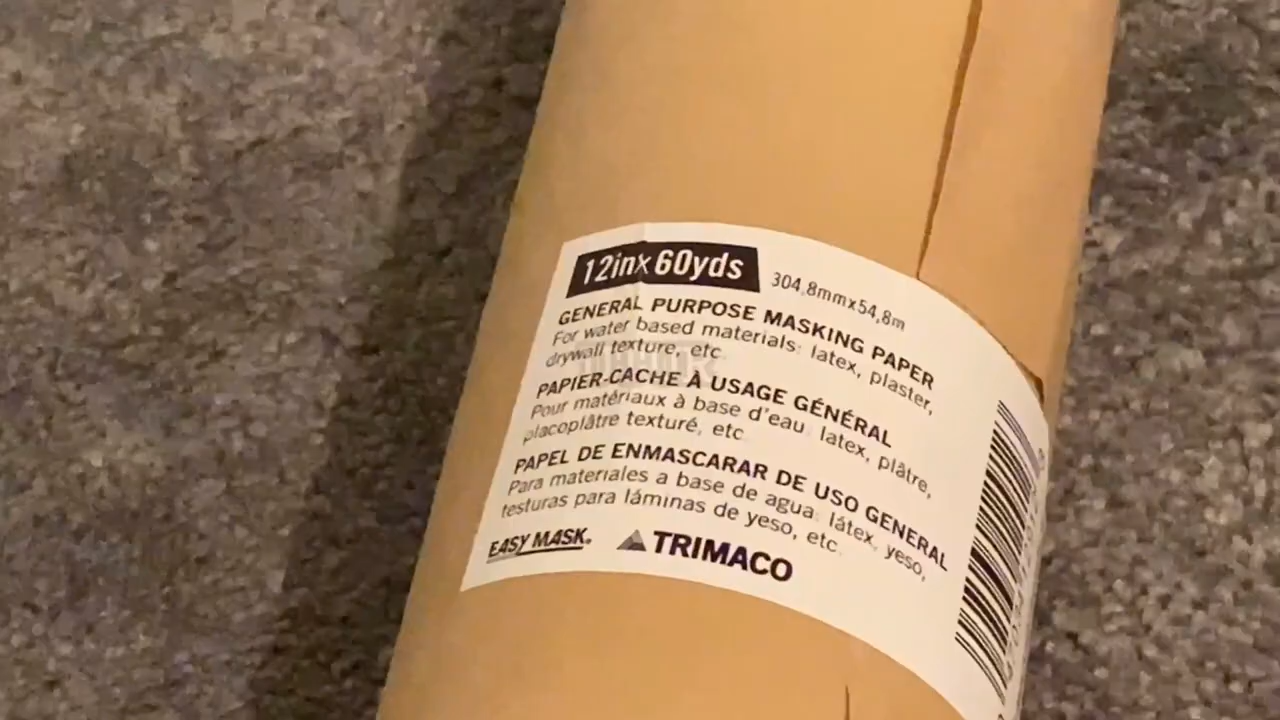 12inx60yds 304,8mmx54,8m
GENERAL PURPOSE MASKING PAPER
For water based materials: latex, plaster,
drywall texture, etc.
PAPIER-CACHE À USAGE GÉNÉRAL
Pour matériaux à base d'eau: latex, plâtre,
placoplâtre texturé, etc.
PAPEL DE ENMASCARAR DE USO GENERAL
Para materiales a base de agua: látex, yeso,
testuras para láminas de yeso, etc.
EASY MASK® TRIMACO